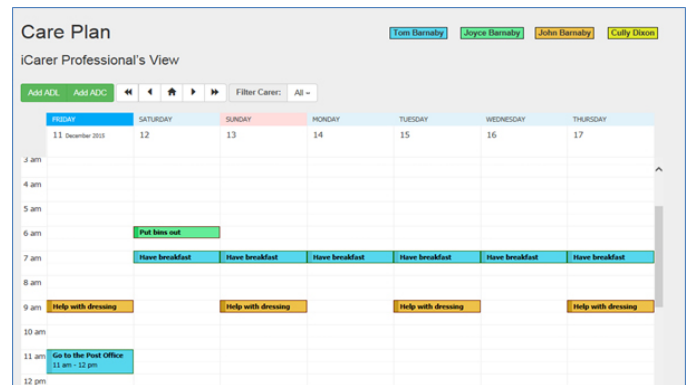 Care Plan
Tom Barnaby Joyce Barnaby John Barnaby Cully Dixon
iCarer Professional's View
Add ADL Add ADC Filter Carer: All
FRIDAY SATURDAY SUNDAY MONDAY TUESDAY WEDNESDAY THURSDAY
11 December 2015 12 13 14 15 16 17
3 am
4 am
5 am
6 am Put bins out
7 am Have breakfast Have breakfast Have breakfast Have breakfast Have breakfast Have breakfast
8 am
9 am Help with dressing Help with dressing Help with dressing Help with dressing
10 am
11 am Go to the Post Office
11 am - 12 pm
12 pm